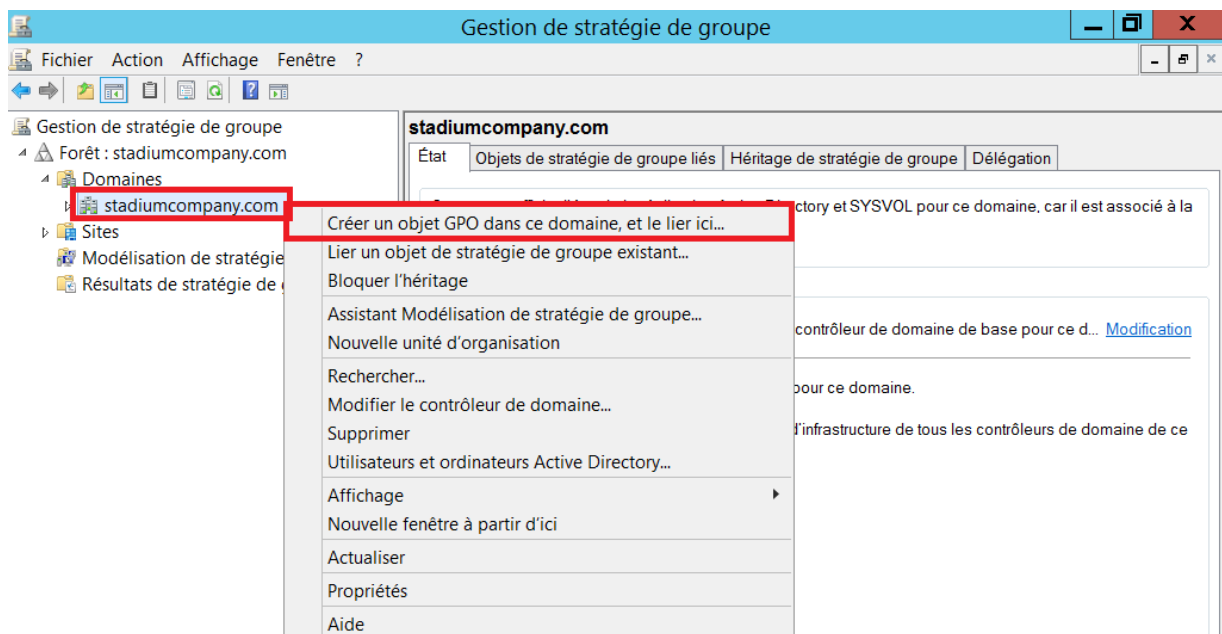 Gestion de stratégie de groupe
Fichier Action Affichage Fenêtre ?
Gestion de stratégie de groupe
Forêt : stadiumcompany.com
Domaines
stadiumcompany.com
Sites
Modélisation de stratégie
Résultats de stratégie de
Créer un objet GPO dans ce domaine, et le lier ici...
Lier un objet de stratégie de groupe existant...
Bloquer l'héritage
Assistant Modélisation de stratégie de groupe...
Nouvelle unité d'organisation
Rechercher...
Modifier le contrôleur de domaine...
Supprimer
Utilisateurs et ordinateurs Active Directory...
Affichage
Nouvelle fenêtre à partir d'ici
Actualiser
Propriétés
Aide
stadiumcompany.com
État Objets de stratégie de groupe liés Héritage de stratégie de groupe Délégation
ctory et SYSVOL pour ce domaine, car il est associé à la
contrôleur de domaine de base pour ce d... Modification
pour ce domaine.
d'infrastructure de tous les contrôleurs de domaine de ce